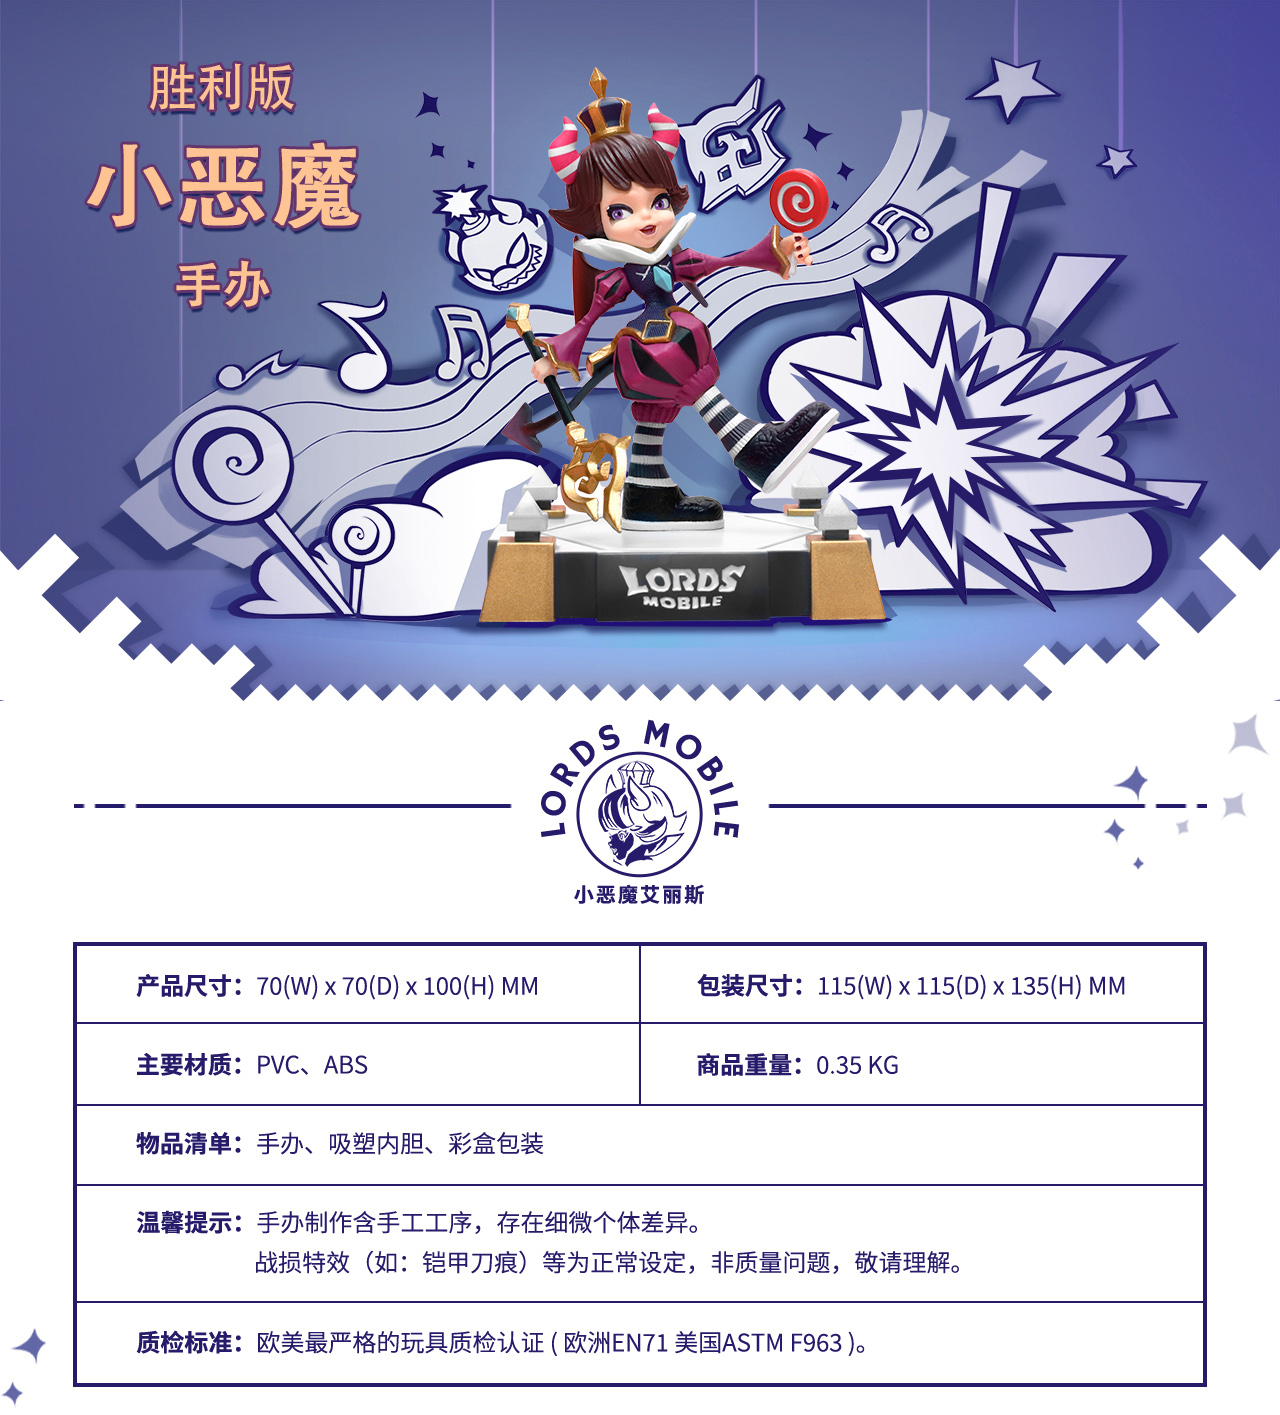 胜利版
小恶魔
手办
LORDS
MOBILE
LORDS MOBILE
小恶魔艾丽斯
产品尺寸：70(W) x 70(D) x 100(H) MM
包装尺寸：115(W) x 115(D) x 135(H) MM
主要材质：PVC、ABS
商品重量：0.35 KG
物品清单：手办、吸塑内胆、彩盒包装
温馨提示：手办制作含手工工序，存在细微个体差异。
战损特效（如：铠甲刀痕）等为正常设定，非质量问题，敬请理解。
质检标准：欧美最严格的玩具质检认证 ( 欧洲EN71 美国ASTM F963 )。